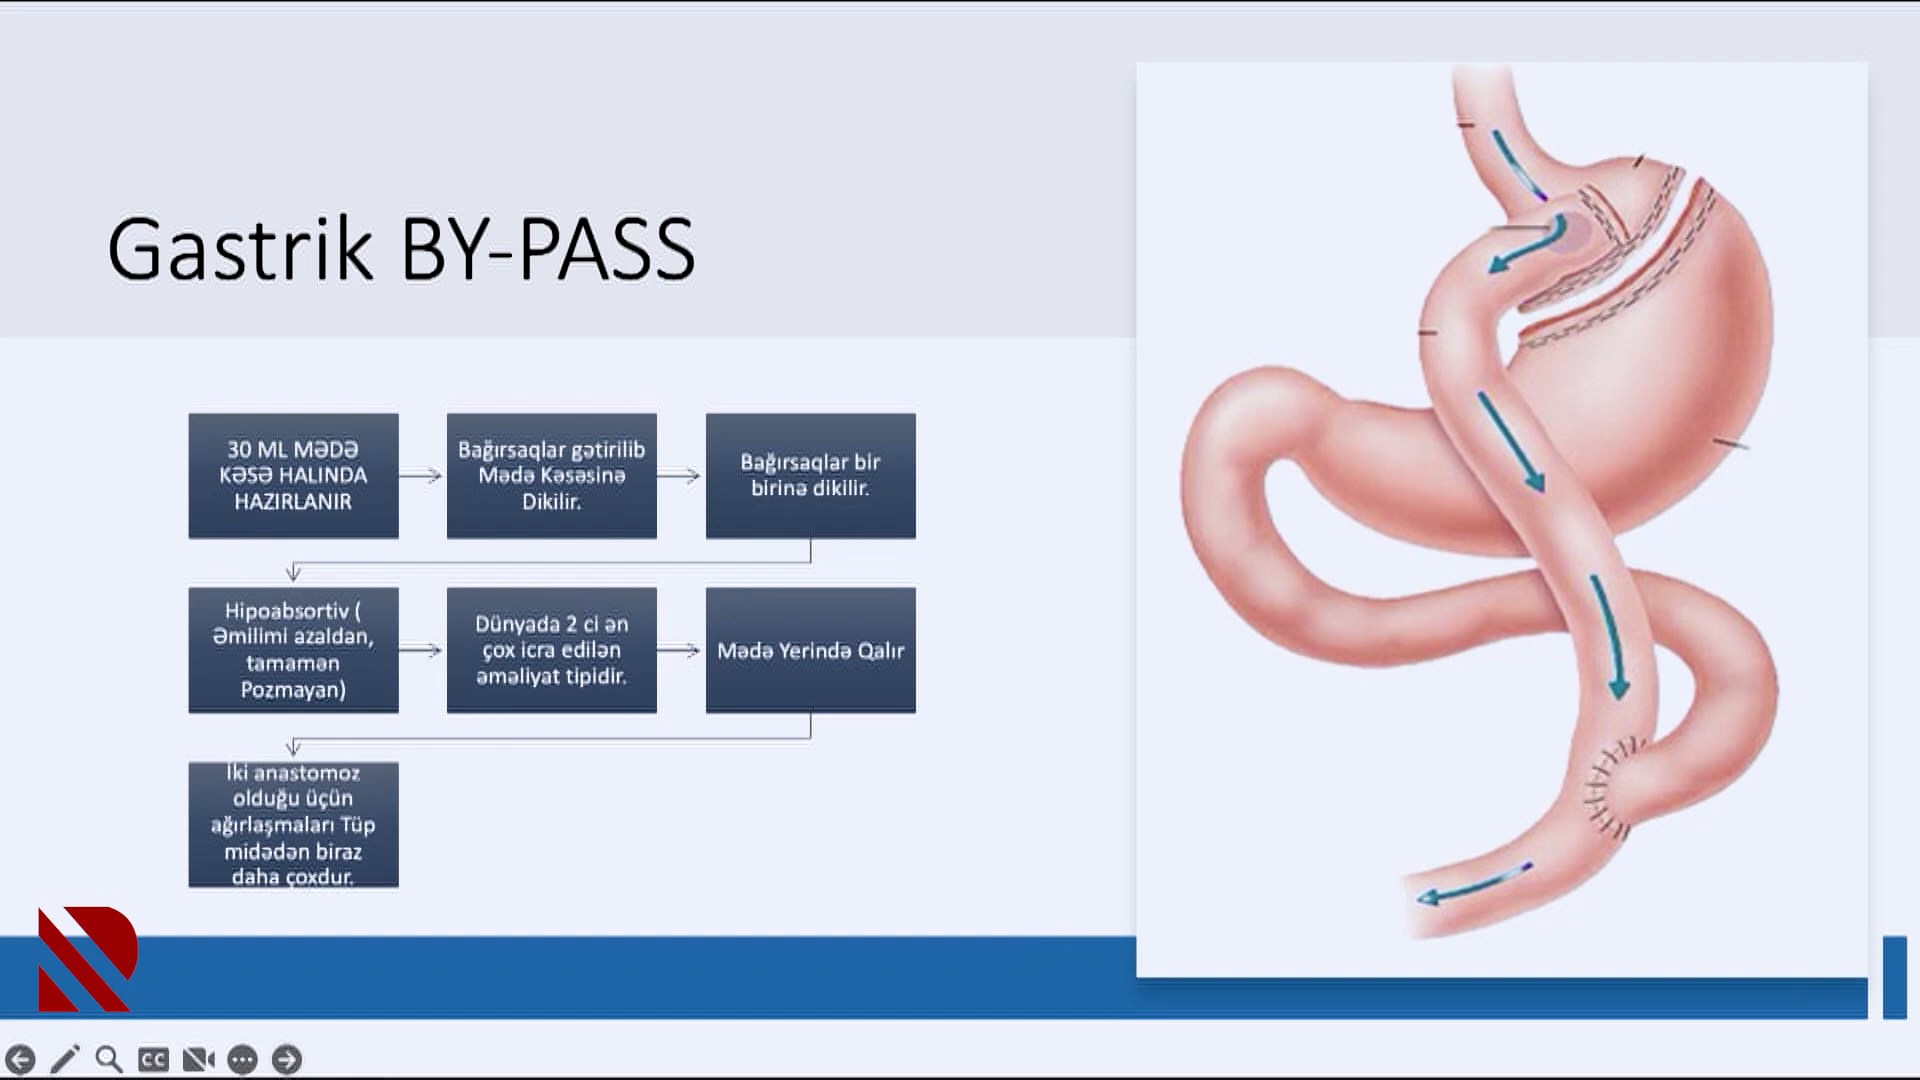 Gastrik BY-PASS
30 ML MƏDƏ
KƏSƏ HALINDA
HAZIRLANIR
Bağırsaqlar gətirilib
Mədə Kəsəsinə
Dikilir.
Bağırsaqlar bir
birinə dikilir.
Hipoabsortiv (
Əmilimi azaldan,
tamamən
Pozmayan)
Dünyada 2 ci ən
çox icra edilən
əməliyat tipidir.
Mədə Yerində Qalır
İki anastomoz
olduğu üçün
ağırlaşmaları Tüp
midədən biraz
daha çoxdur.
CC